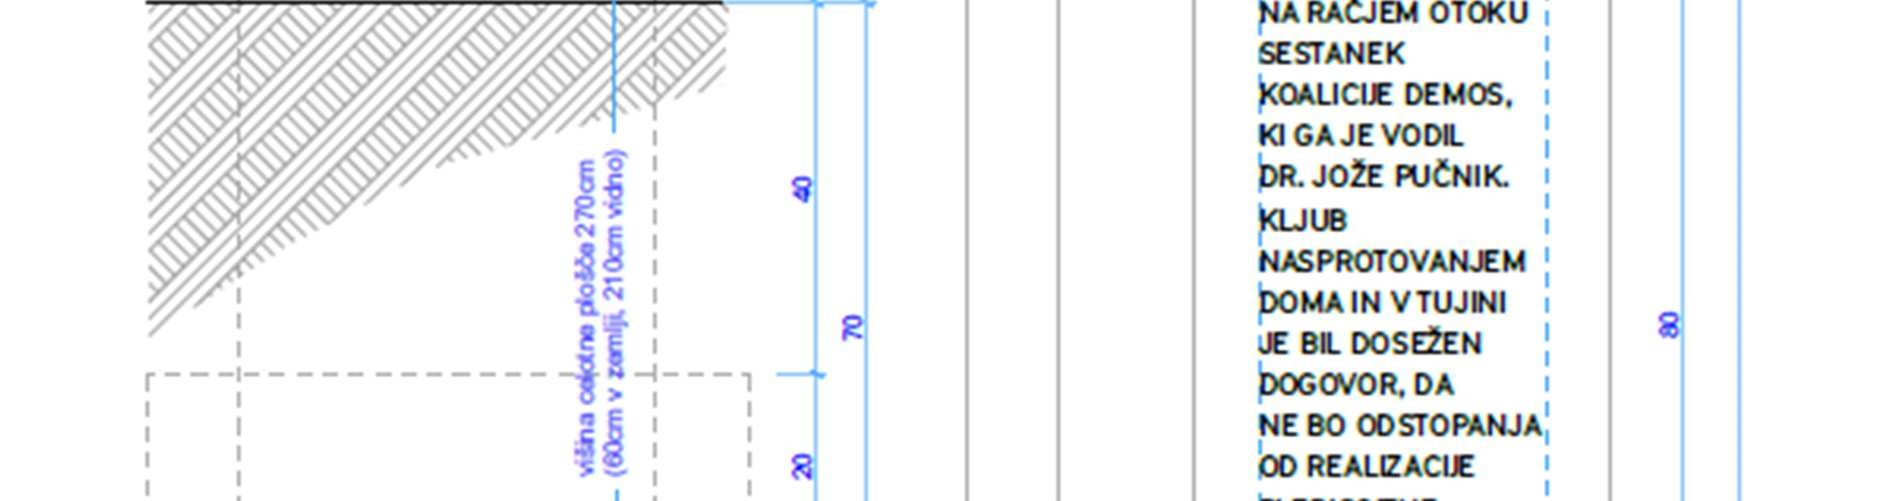 višina celotne plošče 270cm
(60cm v zemlji, 210cm vidno)
40
70
20
NA RAČJEM OTOKU
SESTANEK
KOALICIJE DEMOS,
KI GA JE VODIL
DR. JOŽE PUČNIK.
KLJUB
NASPROTOVANJEM
DOMA IN V TUJINI
JE BIL DOSEŽEN
DOGOVOR, DA
NE BO ODSTOPANJA
OD REALIZACIJE
80